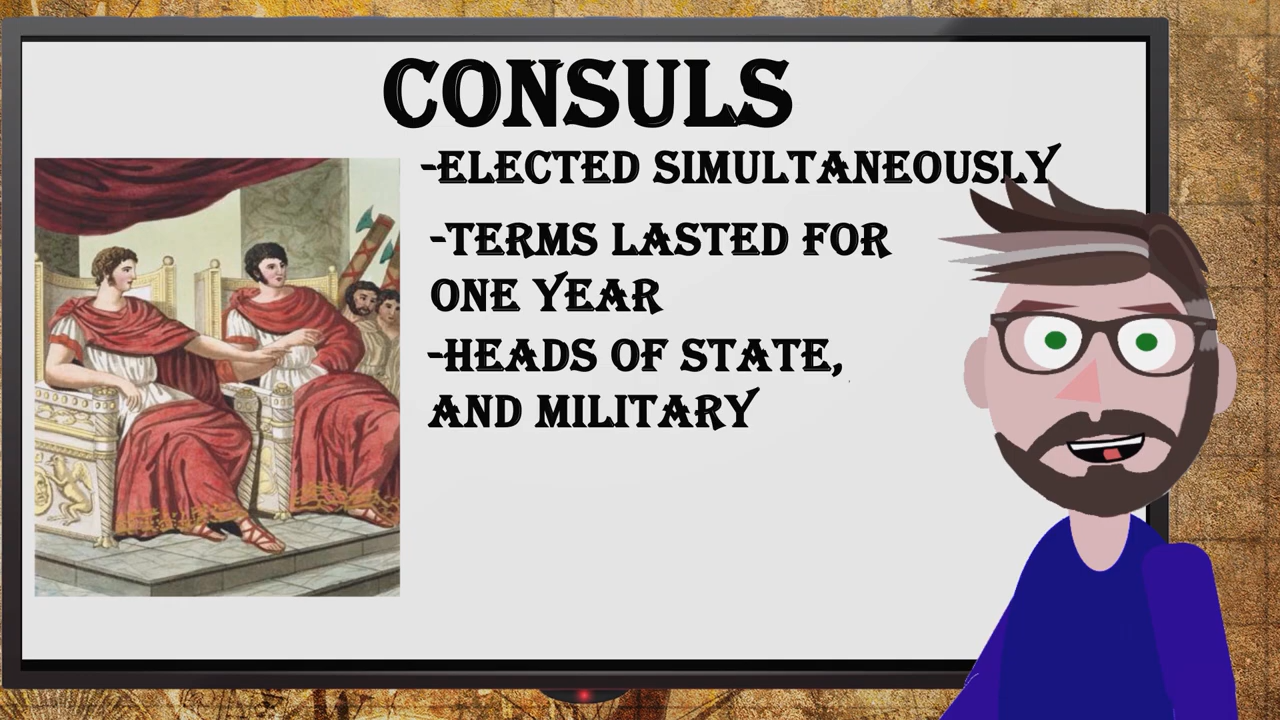 CONSULS
-ELECTED SIMULTANEOUSLY
-TERMS LASTED FOR
ONE YEAR
-HEADS OF STATE,
AND MILITARY